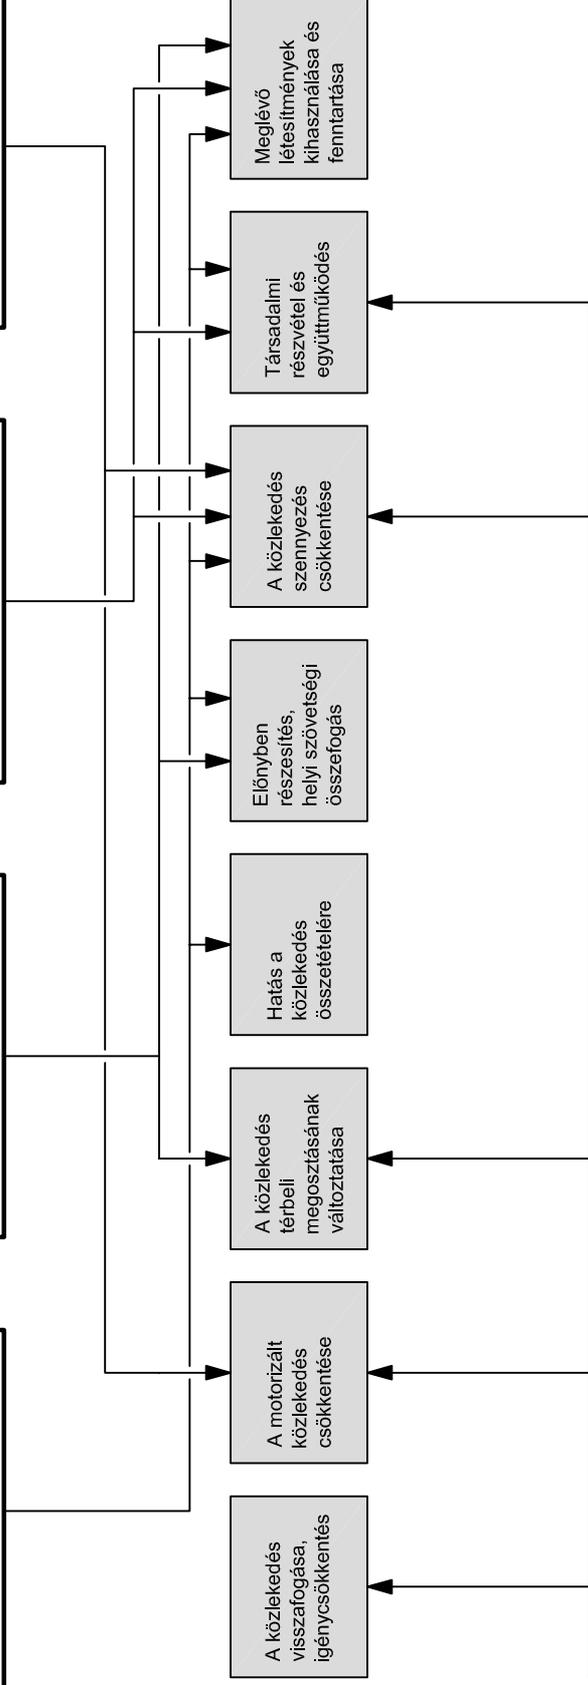 A közlekedés
visszafogása,
igénycsökkentés
A motorizált
közlekedés
csökkentése
A közlekedés
térbeli
megosztásának
változtatása
Hatás a
közlekedés
összetételére
Előnyben
részesítés,
helyi szövetségi
összefogás
A közlekedés
szennyezés
csökkentése
Társadalmi
részvétel és
együttműködés
Meglévő
létesítmények
kihasználása és
fenntartása